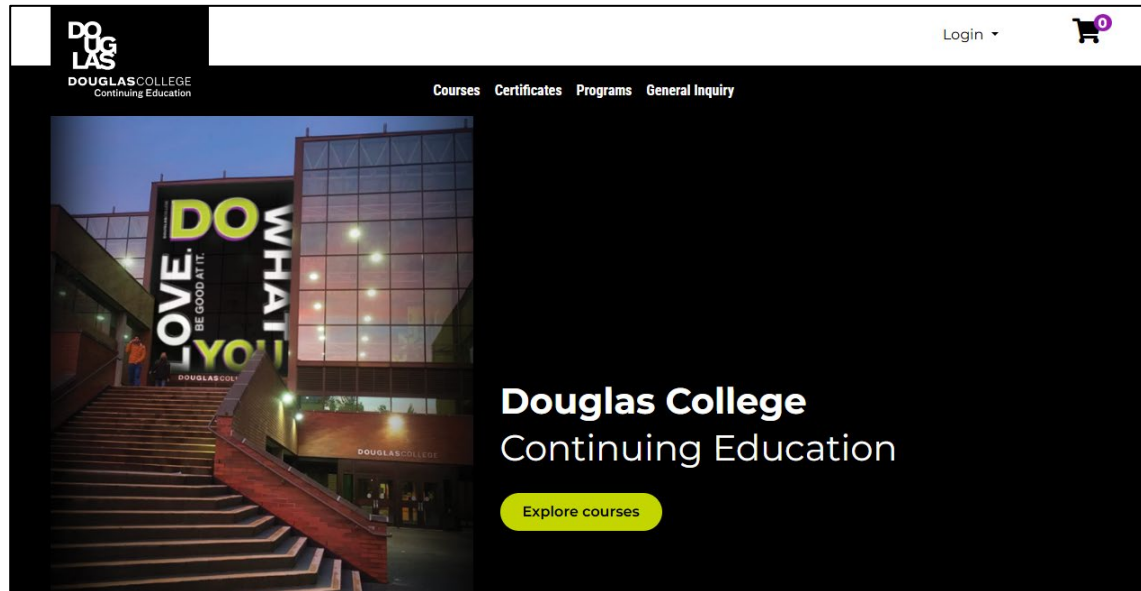 DO
UG
LAS
DOUGLASCOLLEGE
Continuing Education
Login
0
Courses Certificates Programs General Inquiry
DO
WHAT
YOU
LOVE.
BE GOOD AT IT.
DOUGLASCOLL
DOUGLASCOLLEGE
Douglas College
Continuing Education
Explore courses